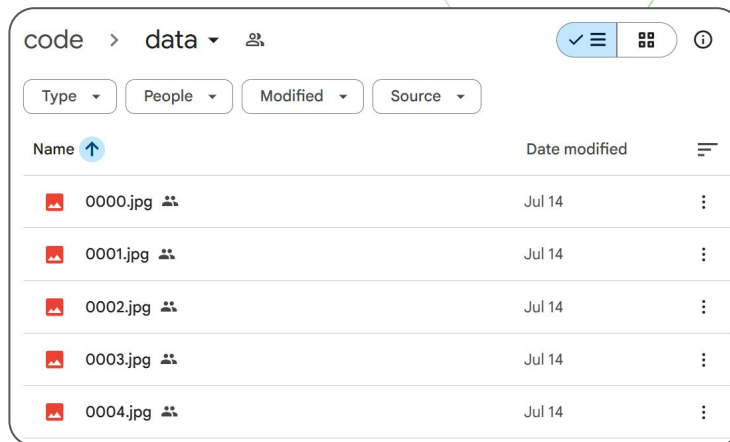 code > data
Type People Modified Source
Name Date modified
0000.jpg Jul 14
0001.jpg Jul 14
0002.jpg Jul 14
0003.jpg Jul 14
0004.jpg Jul 14